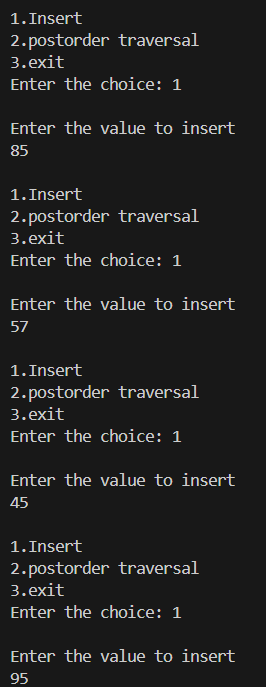 1.Insert
2.postorder traversal
3.exit
Enter the choice: 1
Enter the value to insert
85
1.Insert
2.postorder traversal
3.exit
Enter the choice: 1
Enter the value to insert
57
1.Insert
2.postorder traversal
3.exit
Enter the choice: 1
Enter the value to insert
45
1.Insert
2.postorder traversal
3.exit
Enter the choice: 1
Enter the value to insert
95